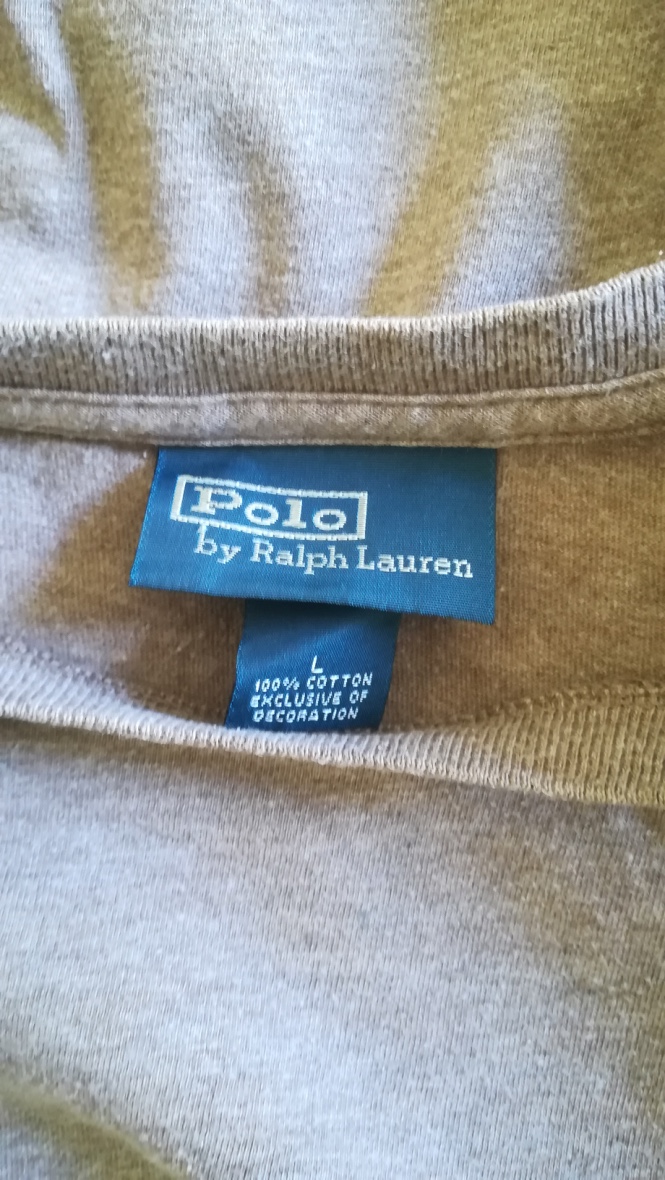 Polo
by Ralph Lauren
L
100% COTTON
EXCLUSIVE OF
DECORATION